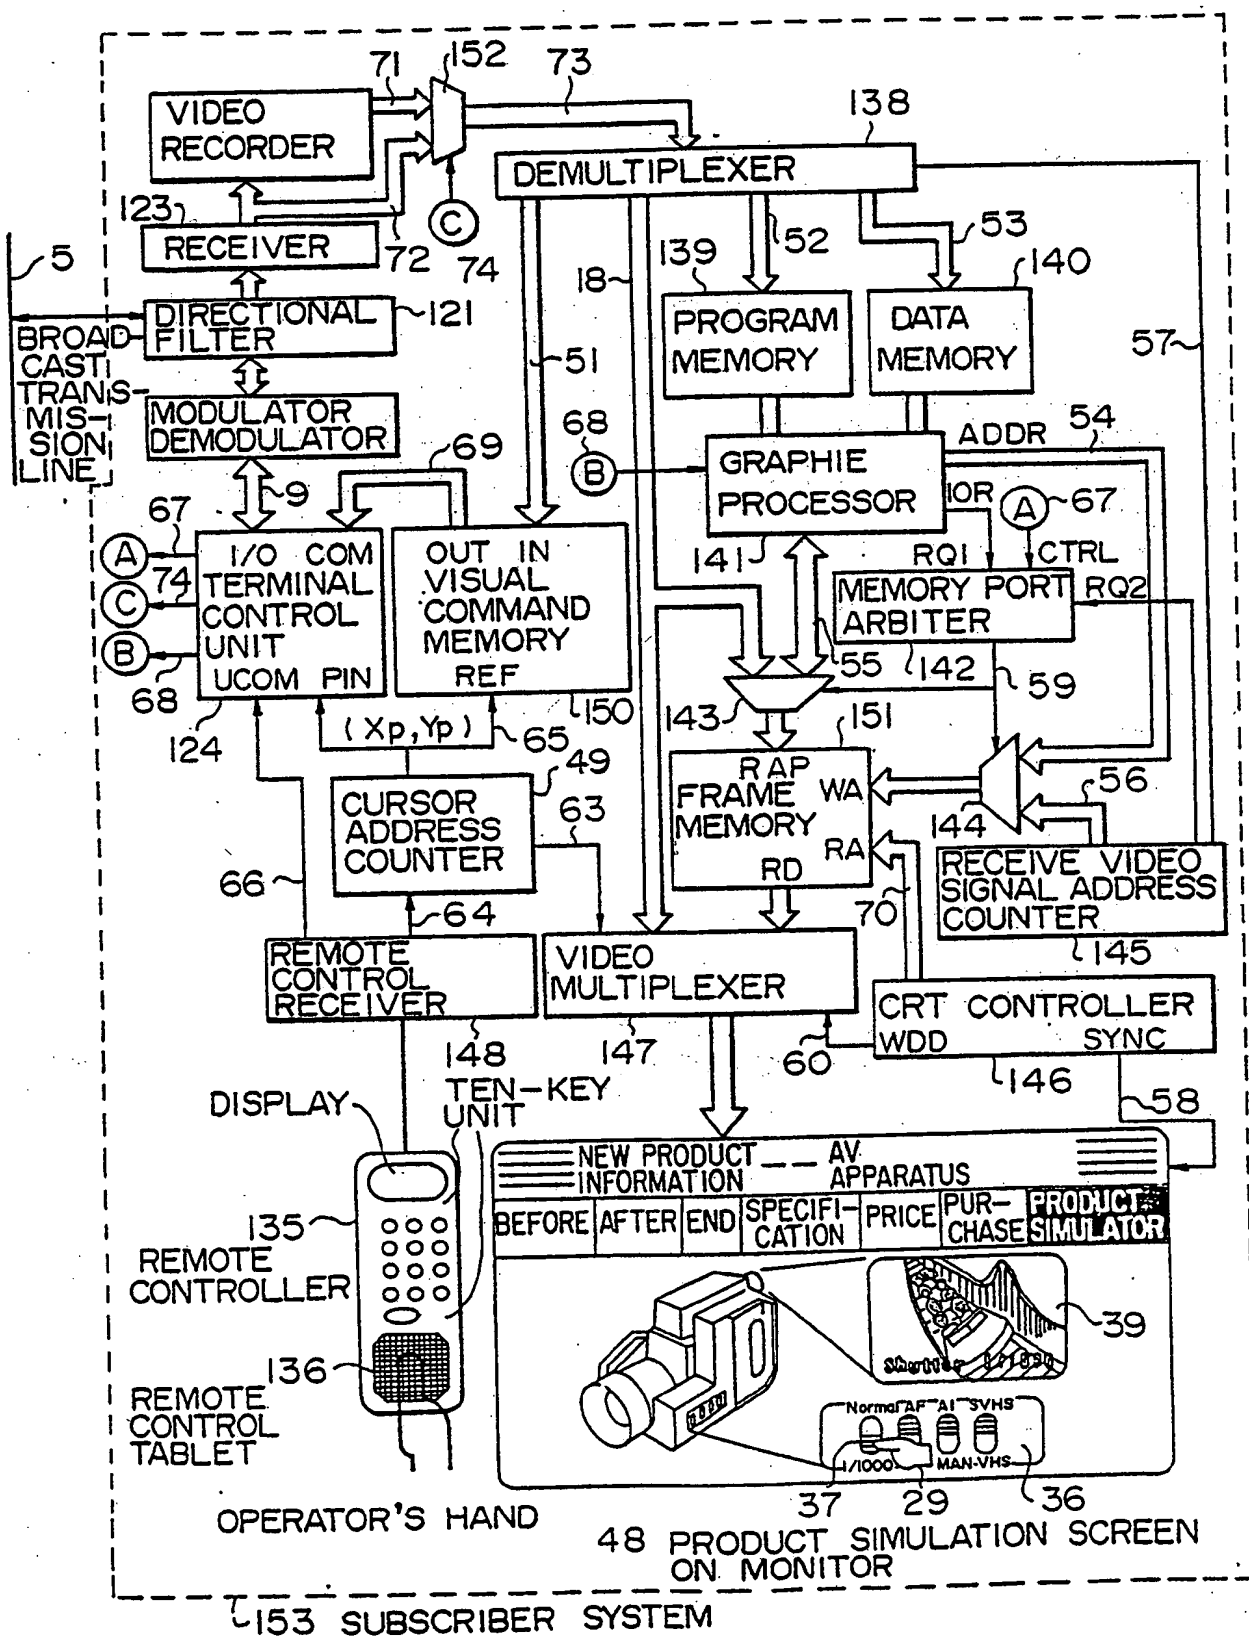 71
152
73
138
VIDEO
RECORDER
DEMULTIPLEXER
123
RECEIVER
72
C
74
5
18
51
139
52
53
140
57
DIRECTIONAL
FILTER
121
BROAD
CAST
TRANS-
MIS-
SION
LINE
PROGRAM
MEMORY
DATA
MEMORY
MODULATOR
DEMODULATOR
69
68
B
GRAPHIE
PROCESSOR
ADDR
54
IOR
A
67
9
67
A
74
C
B
68
I/O COM
TERMINAL
CONTROL
UNIT
UCOM PIN
124
OUT IN
VISUAL
COMMAND
MEMORY
REF
150
141
RQ1
CTRL
MEMORY PORT
ARBITER
RQ2
142
55
59
143
151
(Xp,Yp)
65
49
CURSOR
ADDRESS
COUNTER
63
RAP
FRAME
MEMORY
WA
RA
RD
144
56
66
64
70
RECEIVE VIDEO
SIGNAL ADDRESS
COUNTER
145
REMOTE
CONTROL
RECEIVER
148
VIDEO
MULTIPLEXER
147
60
CRT CONTROLLER
WDD SYNC
146
58
DISPLAY
TEN-KEY
UNIT
NEW PRODUCT
INFORMATION
AV
APPARATUS
BEFORE
AFTER
END
SPECIFI-
CATION
PRICE
PUR-
CHASE
PRODUCT*
SIMULATOR
135
REMOTE
CONTROLLER
136
REMOTE
CONTROL
TABLET
39
Shutter
Normal AF AI SVHS
1/1000 MAN-VHS
37
29
36
OPERATOR'S HAND
48 PRODUCT SIMULATION SCREEN
ON MONITOR
153 SUBSCRIBER SYSTEM